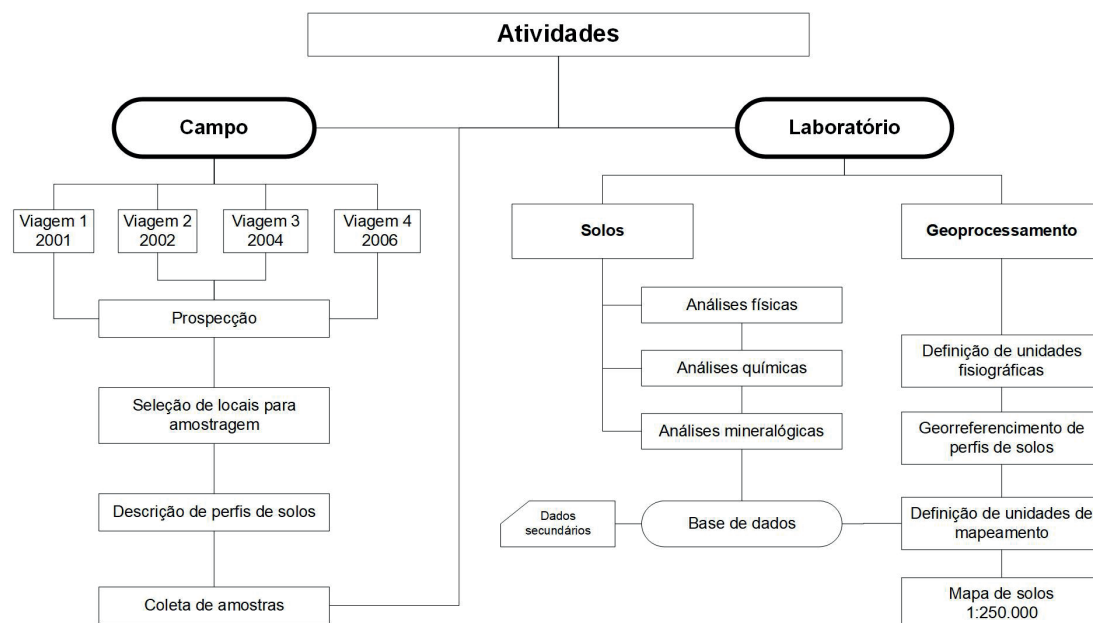 Atividades
Campo
Laboratório
Viagem 1
2001
Viagem 2
2002
Viagem 3
2004
Viagem 4
2006
Prospecção
Seleção de locais para
amostragem
Descrição de perfis de solos
Coleta de amostras
Solos
Análises físicas
Análises químicas
Análises mineralógicas
Dados
secundários
Base de dados
Geoprocessamento
Definição de unidades
fisiográficas
Georreferencimento de
perfis de solos
Definição de unidades de
mapeamento
Mapa de solos
1:250.000